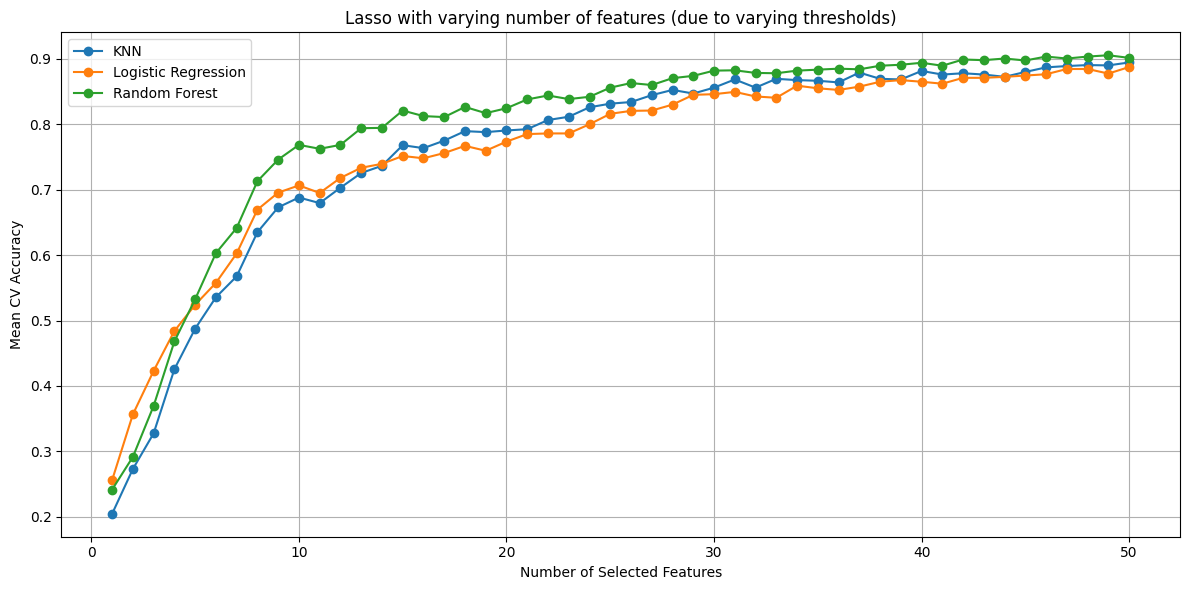 Lasso with varying number of features (due to varying thresholds)
KNN
Logistic Regression
Random Forest
Mean CV Accuracy
0.9
0.8
0.7
0.6
0.5
0.4
0.3
0.2
0
10
20
30
40
50
Number of Selected Features